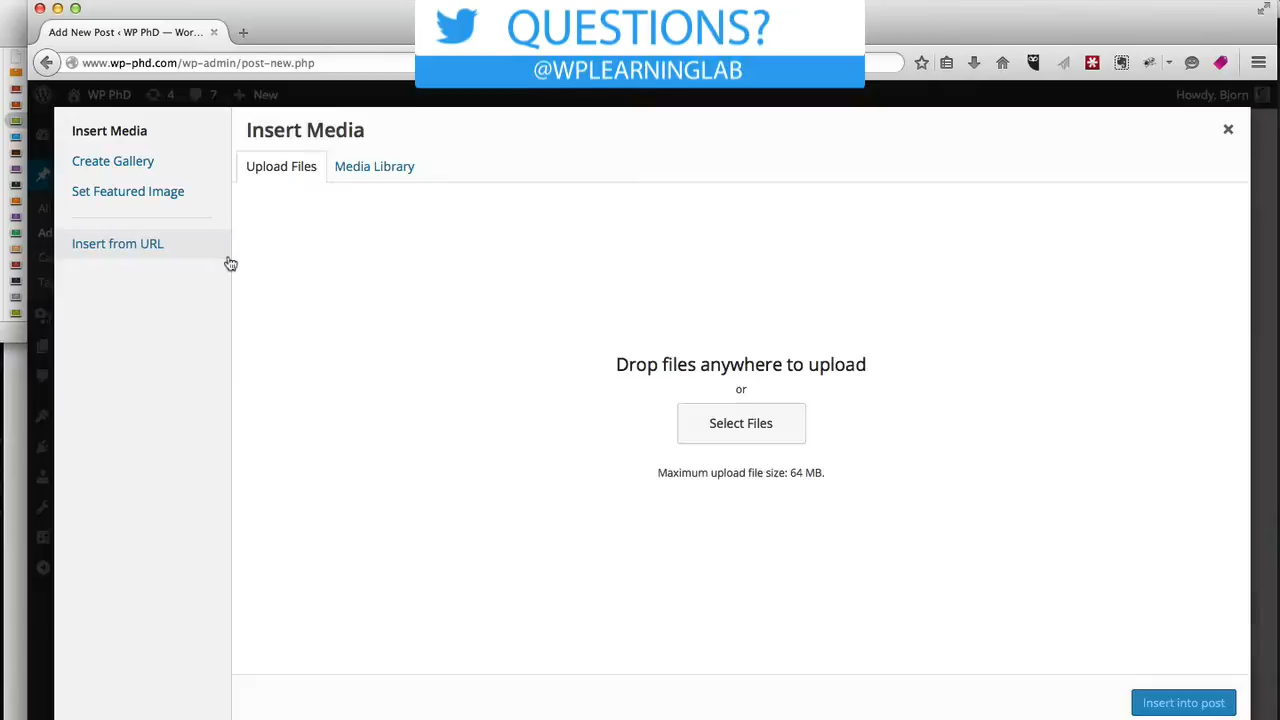 QUESTIONS?
@WPLEARNINGLAB
Add New Post ‹ WP PhD — Wor...
www.wp-phd.com/wp-admin/post-new.php
WP PhD
4
7
New
Howdy, Bjorn
Insert Media
Create Gallery
Set Featured Image
Insert from URL
Insert Media
Upload Files
Media Library
Drop files anywhere to upload
or
Select Files
Maximum upload file size: 64 MB.
Insert into post